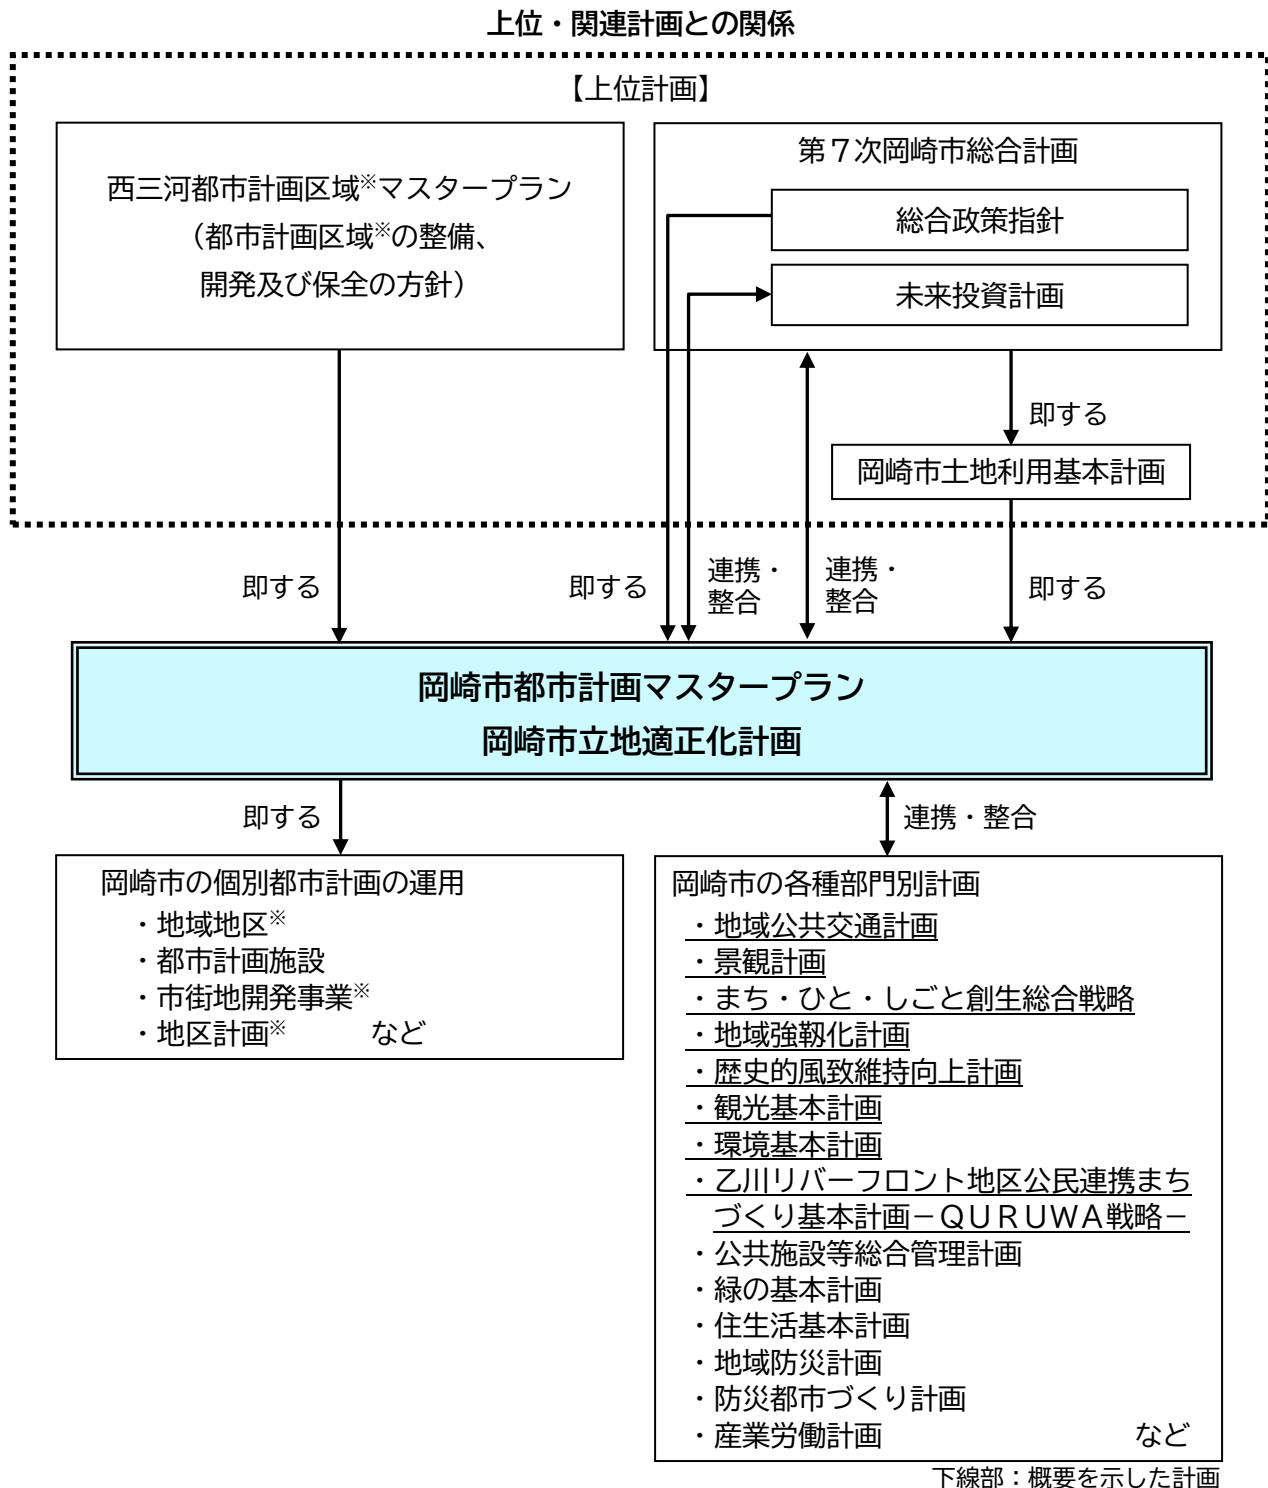 上位・関連計画との関係
【上位計画】
西三河都市計画区域※マスタープラン
（都市計画区域※の整備、
開発及び保全の方針）
第７次岡崎市総合計画
総合政策指針
未来投資計画
即する
岡崎市土地利用基本計画
即する
即する
連携・
整合
連携・
整合
即する
岡崎市都市計画マスタープラン
岡崎市立地適正化計画
即する
連携・整合
岡崎市の個別都市計画の運用
・地域地区※
・都市計画施設
・市街地開発事業※
・地区計画※　　　など
岡崎市の各種部門別計画
・地域公共交通計画
・景観計画
・まち・ひと・しごと創生総合戦略
・地域強靱化計画
・歴史的風致維持向上計画
・観光基本計画
・環境基本計画
・乙川リバーフロント地区公民連携まち
づくり基本計画－ＱＵＲＵＷＡ戦略－
・公共施設等総合管理計画
・緑の基本計画
・住生活基本計画
・地域防災計画
・防災都市づくり計画
・産業労働計画　　　など
下線部：概要を示した計画